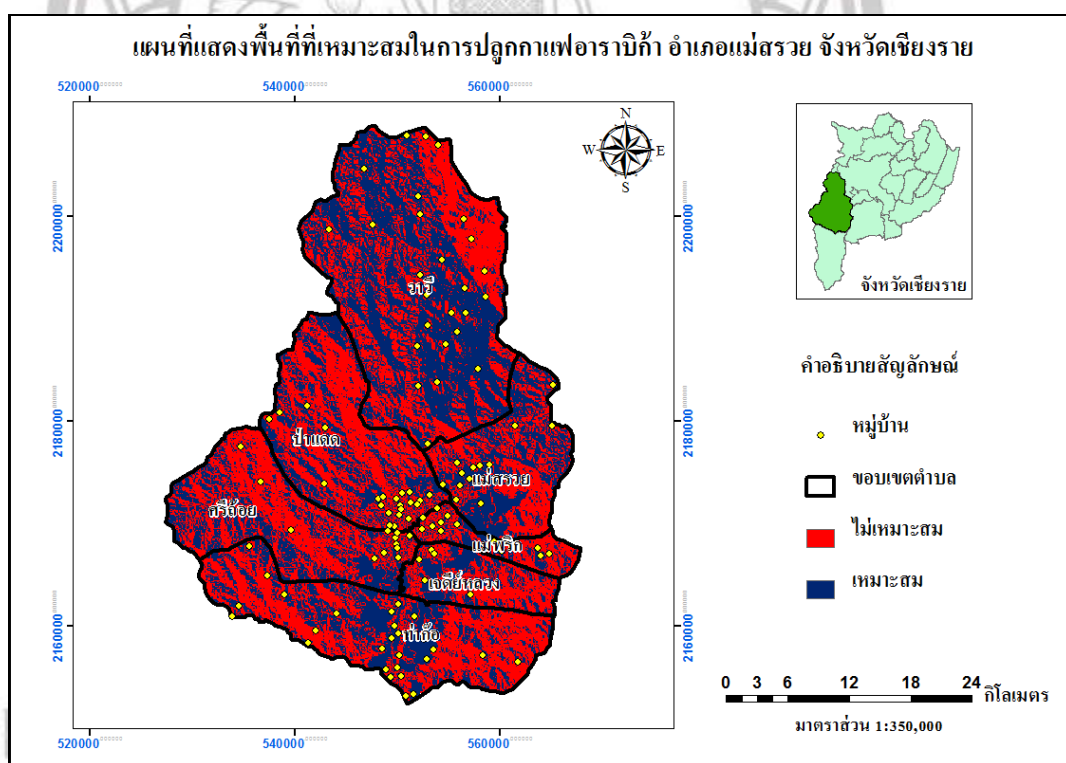 แผนที่แสดงพื้นที่ที่เหมาะสมในการปลูกกาแฟอาราบิก้า อำเภอแม่สรวย จังหวัดเชียงราย
520000 540000 560000
N
W E
S
2200000 2200000
วาวี
จังหวัดเชียงราย
คำอธิบายสัญลักษณ์
2180000 2180000
ป่าแดด
หมู่บ้าน
แม่สรวย
ขอบเขตตำบล
ศรีถ้อย
ไม่เหมาะสม
แม่พริก
เจดีย์หลวง
เหมาะสม
2160000 2160000
ท่าก๊อ
0 3 6 12 18 24
กิโลเมตร
มาตราส่วน 1:350,000
520000 540000 560000